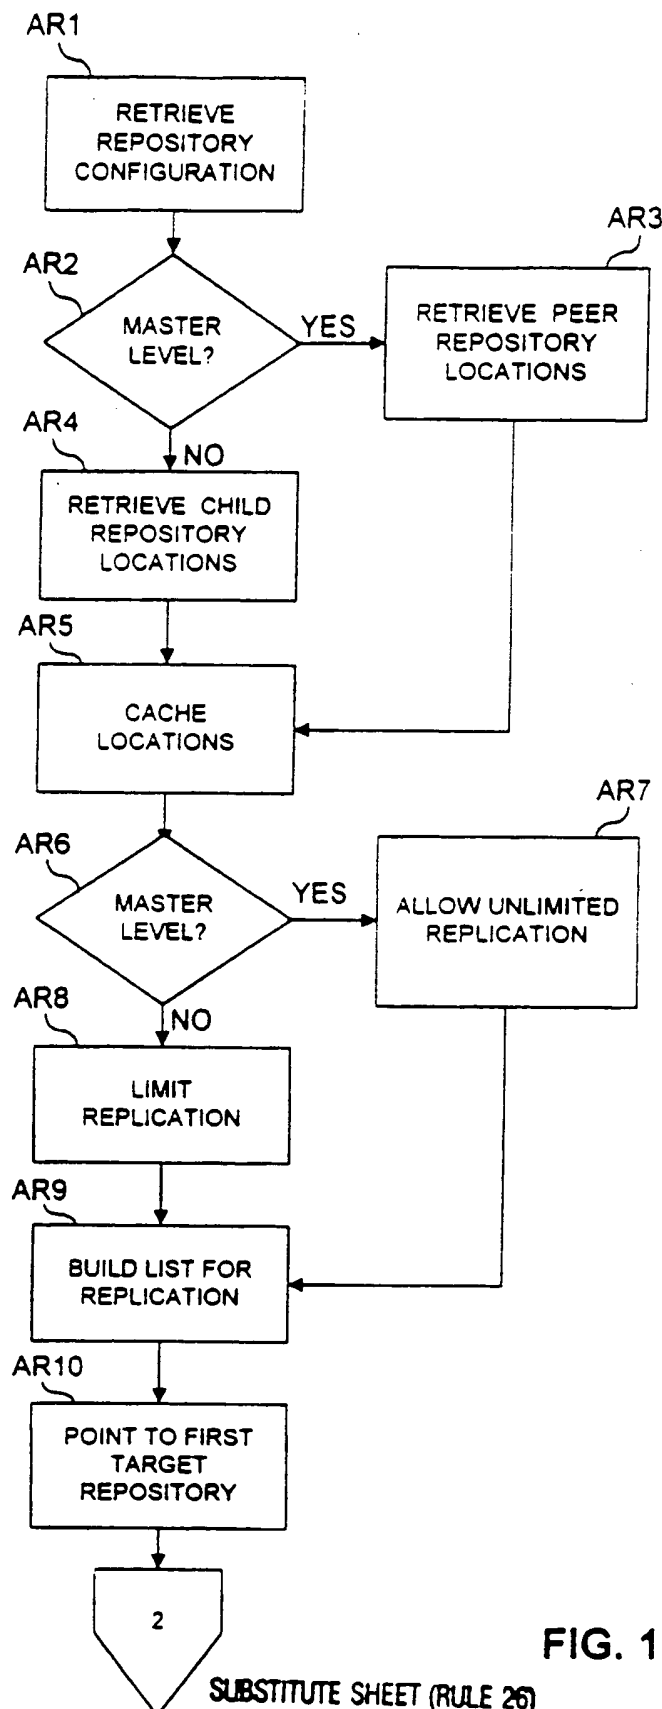 AR1
RETRIEVE
REPOSITORY
CONFIGURATION
AR2
MASTER
LEVEL?
YES
AR3
RETRIEVE PEER
REPOSITORY
LOCATIONS
NO
AR4
RETRIEVE CHILD
REPOSITORY
LOCATIONS
AR5
CACHE
LOCATIONS
AR6
MASTER
LEVEL?
YES
AR7
ALLOW UNLIMITED
REPLICATION
NO
AR8
LIMIT
REPLICATION
AR9
BUILD LIST FOR
REPLICATION
AR10
POINT TO FIRST
TARGET
REPOSITORY
2
FIG. 1
SUBSTITUTE SHEET (RULE 26)